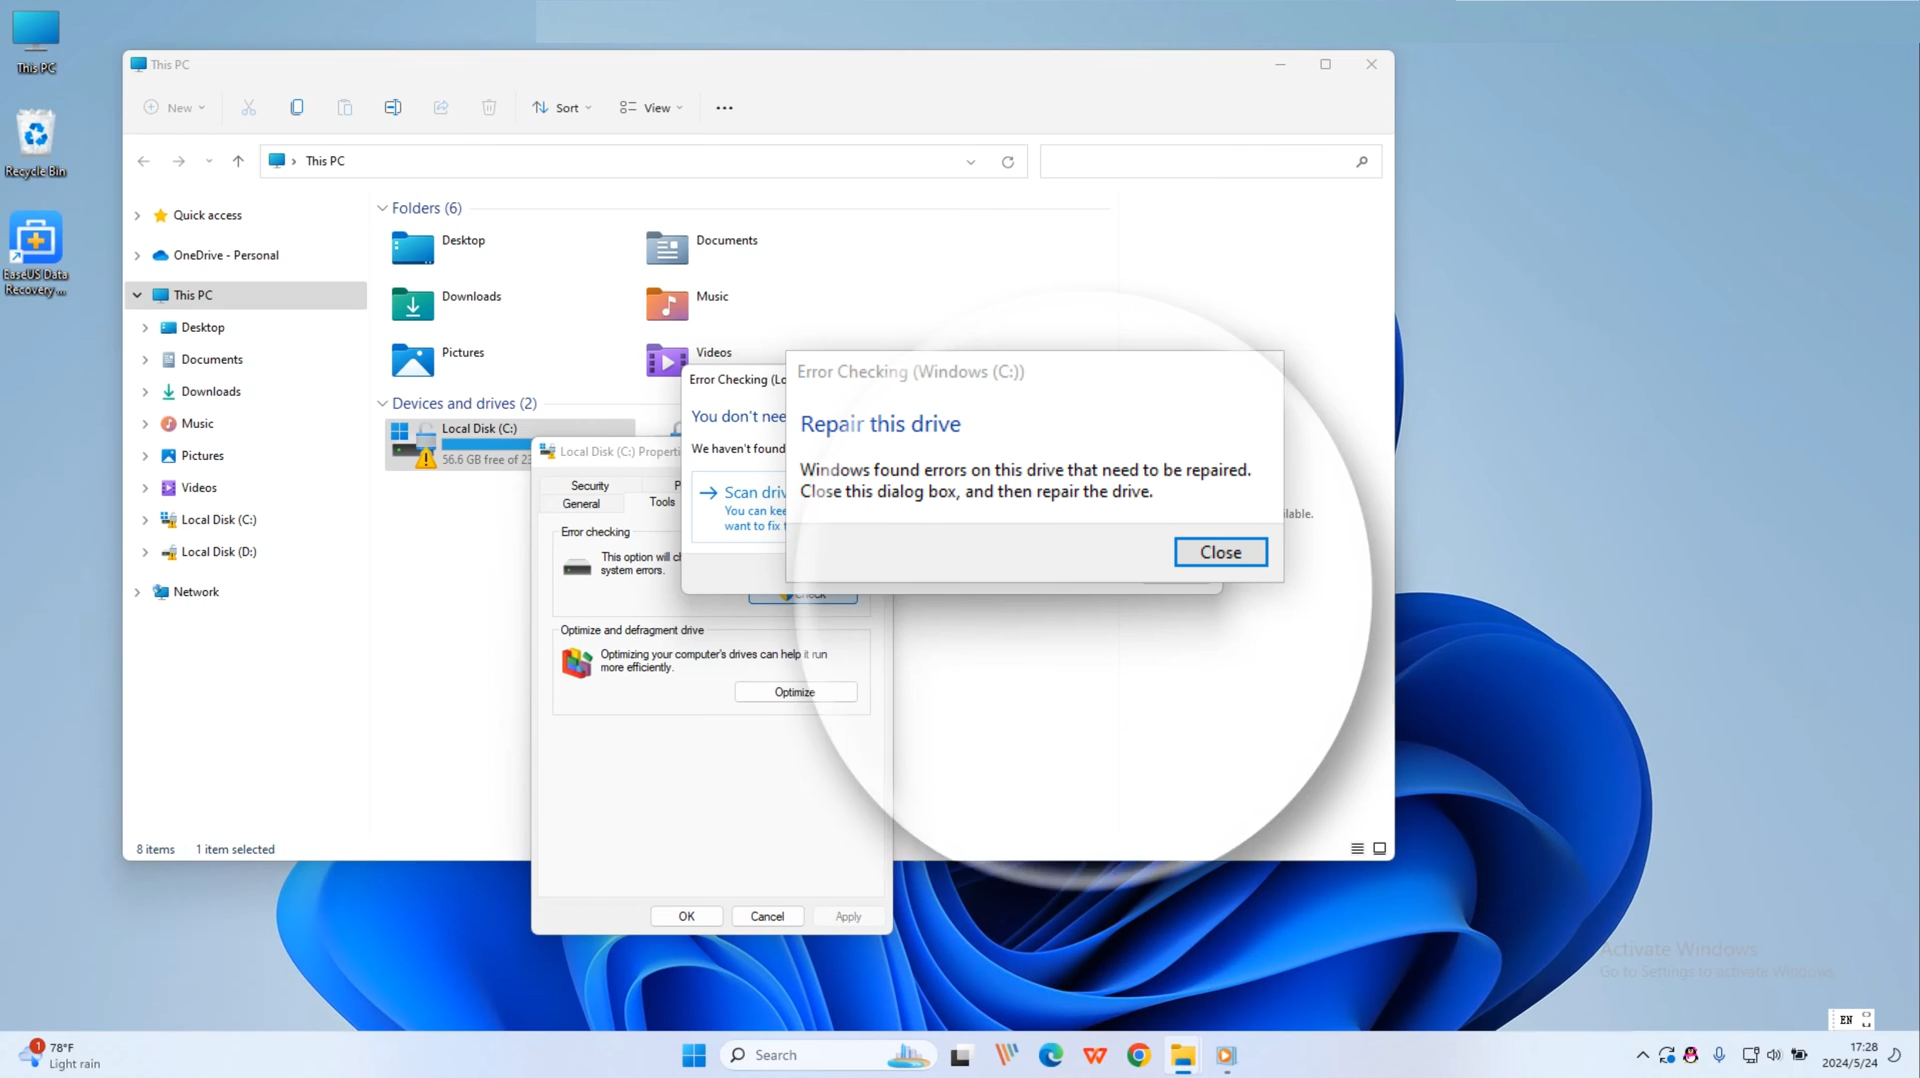 This PC
Recycle Bin
EaseUS Data
Recovery ...
This PC
New
Sort
View
This PC
Quick access
OneDrive - Personal
This PC
Desktop
Documents
Downloads
Music
Pictures
Videos
Local Disk (C:)
Local Disk (D:)
Network
Folders (6)
Desktop
Documents
Downloads
Music
Pictures
Videos
Devices and drives (2)
Local Disk (C:)
56.6 GB free of 23
8 items 1 item selected
Local Disk (C:) Properti
Security
General
Tools
Error checking
This option will ch
system errors.
Check
Optimize and defragment drive
Optimizing your computer's drives can help it run
more efficiently.
Optimize
OK
Cancel
Apply
Error Checking (Lo
You don't nee
We haven't found
Scan driv
You can kee
want to fix t
Error Checking (Windows (C:))
Repair this drive
Windows found errors on this drive that need to be repaired.
Close this dialog box, and then repair the drive.
Close
ilable.
Activate Windows
Go to Settings to activate Windows.
EN
1
78°F
Light rain
Search
17:28
2024/5/24